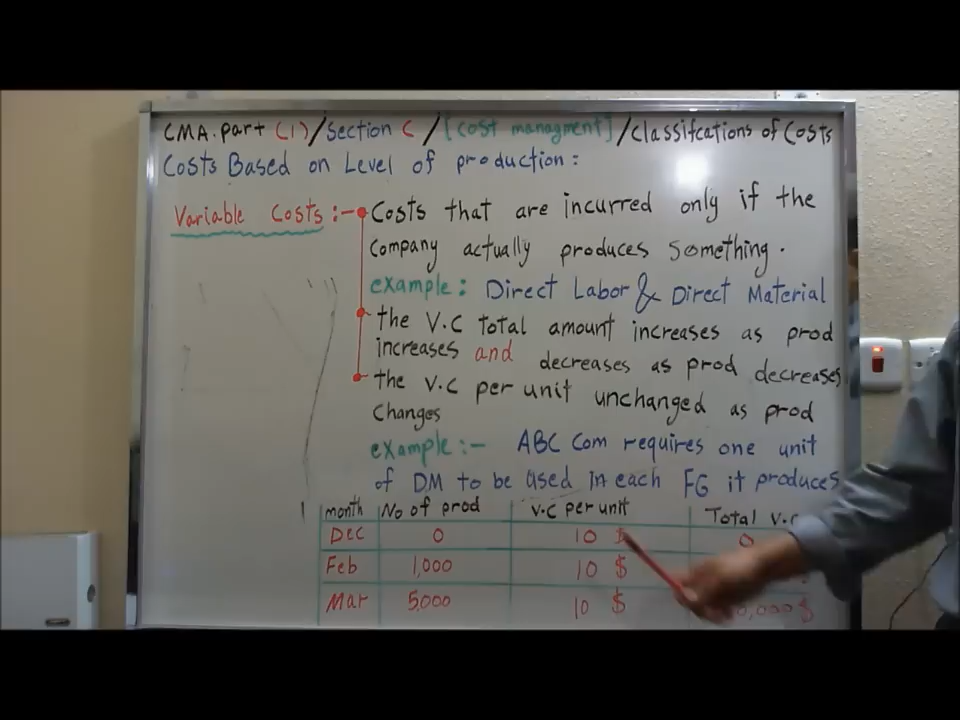 CMA.part (1)/Section C /[cost managment]/Classifcations of Costs
Costs Based on Level of production:
Variable Costs:- Costs that are incurred only if the
Company actually produces something.
example: Direct Labor & Direct Material
the V.C total amount increases as prod
increases and decreases as prod decreases
the V.C per unit unchanged as prod
Changes
example:- ABC Com requires one unit
of DM to be used in each FG it produces
month No of prod V.C per unit Total V.C
Dec 0 10 $ 0
Feb 1,000 10 $
Mar 5,000 10 $